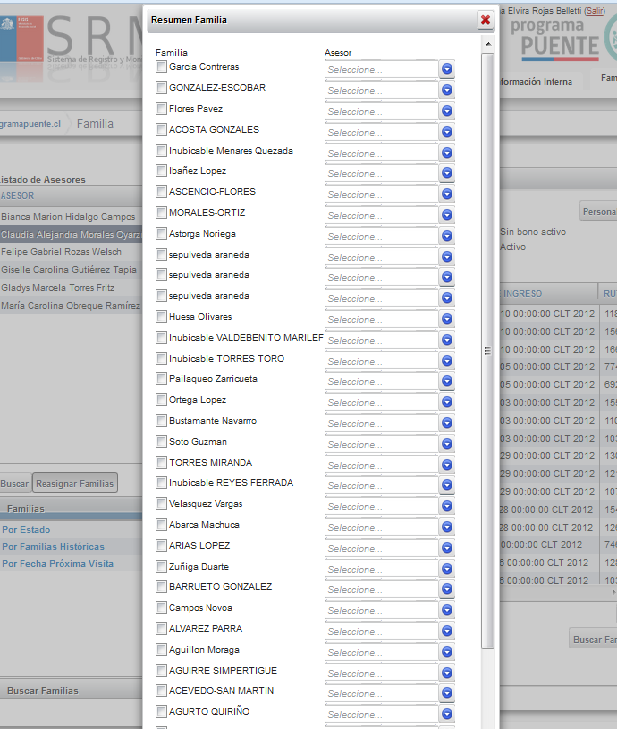 Resumen Familia
a Elvira Rojas Belletti (Salir)
SRM
Sistema de Registro y Mon
programa
PUENTE
formación Interna
Fam
gramapuente.cl
Familia
istado de Asesores
ASESOR
Bianca Marion Hidalgo Campos
Claudia Alejandra Morales Oyarz
Felipe Gabriel Rozas Welsch
Giselle Carolina Gutiérrez Tapia
Gladys Marcela Torres Fritz
María Carolina Obreque Ramírez
Buscar
Reasignar Familias
Familias
Por Estado
Por Familias Históricas
Por Fecha Próxima Visita
Buscar Familias
Familia Asesor
Garcia Contreras Seleccione...
GONZALEZ-ESCOBAR Seleccione...
Flores Pavez Seleccione...
ACOSTA GONZALES Seleccione...
Inubicable Menares Quezada Seleccione...
Ibañez Lopez Seleccione...
ASCENCIO-FLORES Seleccione...
MORALES-ORTIZ Seleccione...
Astorga Noriega Seleccione...
sepulveda araneda Seleccione...
sepulveda araneda Seleccione...
sepulveda araneda Seleccione...
Huesa Olivares Seleccione...
Inubicable VALDEBENITO MARILEF Seleccione...
Inubicable TORRES TORO Seleccione...
Paillaqueo Zarricueta Seleccione...
Ortega Lopez Seleccione...
Bustamante Navarrro Seleccione...
Soto Guzman Seleccione...
TORRES MIRANDA Seleccione...
Inubicable REYES FERRADA Seleccione...
Velasquez Vargas Seleccione...
Abarca Machuca Seleccione...
ARIAS LOPEZ Seleccione...
Zuñiga Duarte Seleccione...
BARRUETO GONZALEZ Seleccione...
Campos Novoa Seleccione...
ALVAREZ PARRA Seleccione...
Aguillon Moraga Seleccione...
AGUIRRE SIMPERTIGUE Seleccione...
ACEVEDO-SAN MARTIN Seleccione...
AGURTO QUIRIÑO Seleccione...
Persona
Sin bono activo
Activo
INGRESO RU
10 00:00:00 CLT 2012 118
10 00:00:00 CLT 2012 156
10 00:00:00 CLT 2012 166
05 00:00:00 CLT 2012 774
05 00:00:00 CLT 2012 692
03 00:00:00 CLT 2012 155
03 00:00:00 CLT 2012 110
03 00:00:00 CLT 2012 103
29 00:00:00 CLT 2012 130
29 00:00:00 CLT 2012 121
29 00:00:00 CLT 2012 107
28 00:00:00 CLT 2012 154
28 00:00:00 CLT 2012 126
00:00:00 CLT 2012 746
6 00:00:00 CLT 2012 128
6 00:00:00 CLT 2012 103
Buscar Fam